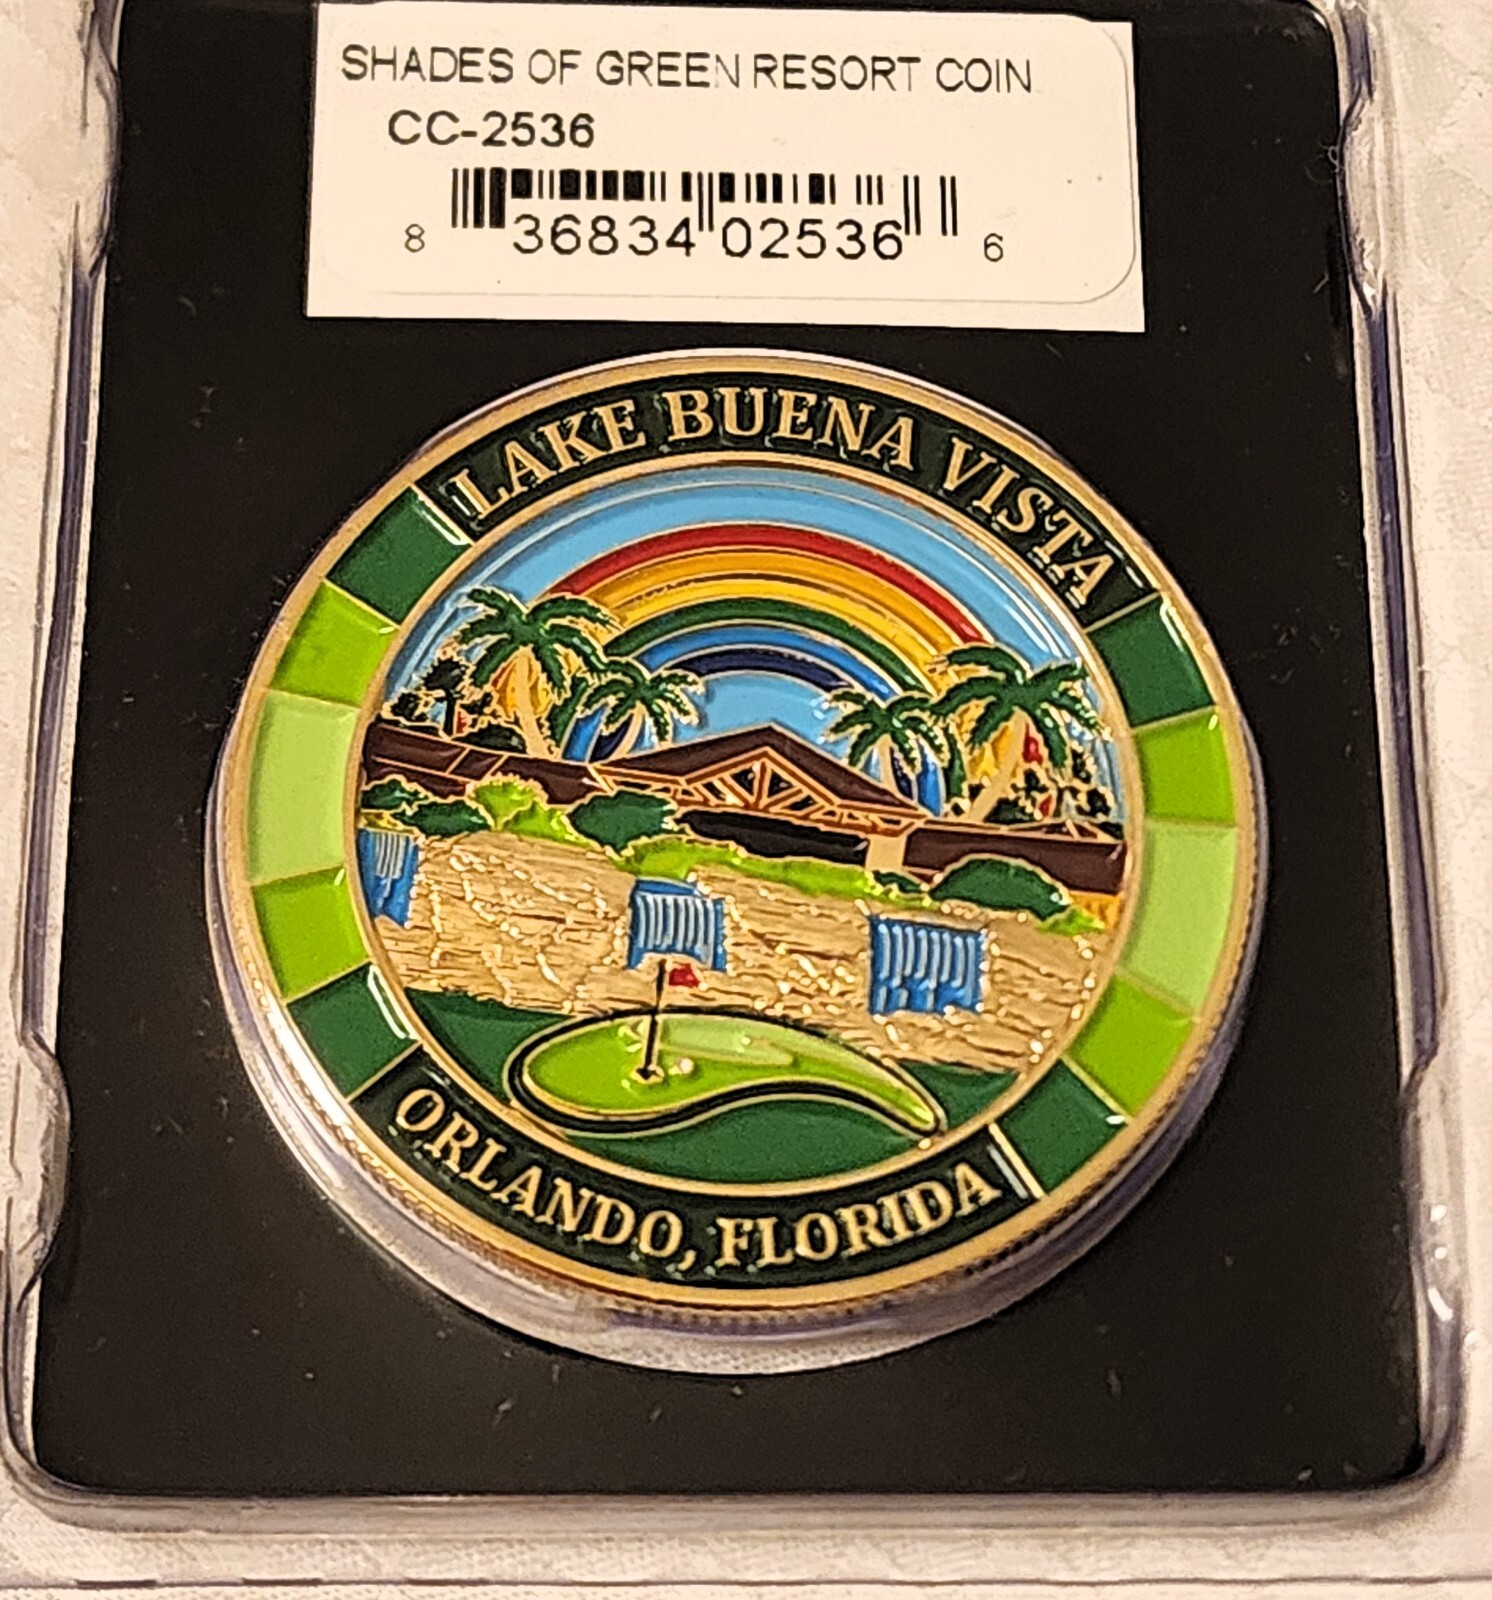 SHADES OF GREEN RESORT COIN
CC-2536
8 36834 02536 6
LAKE BUENA VISTA
ORLANDO, FLORIDA